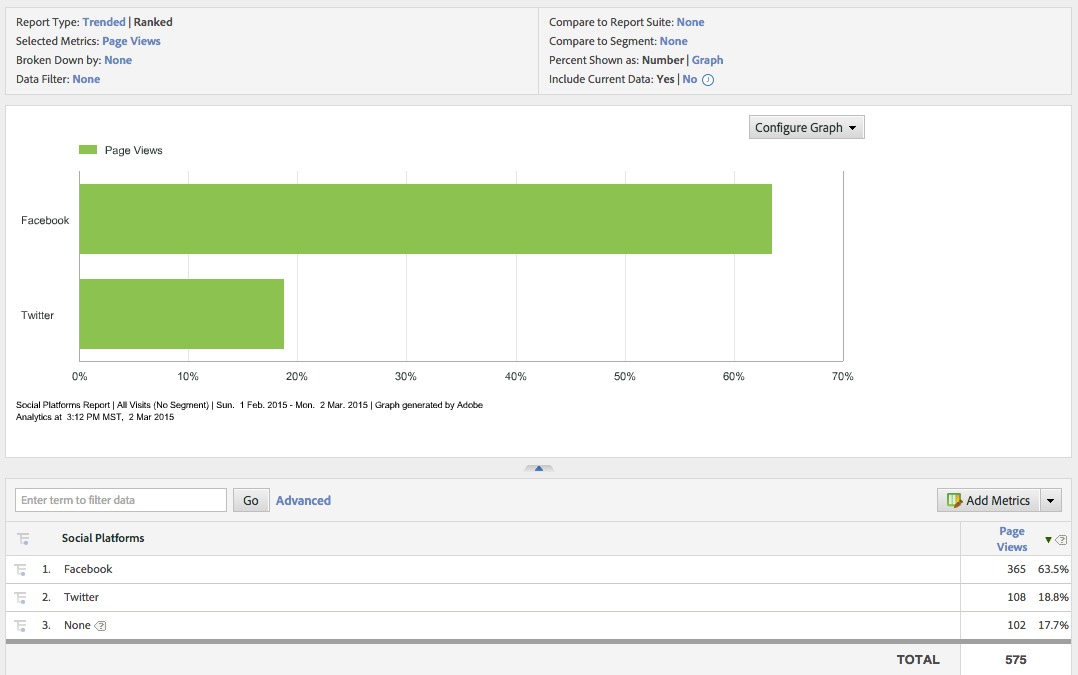 Report Type: Trended | Ranked
Selected Metrics: Page Views
Broken Down by: None
Data Filter: None
Compare to Report Suite: None
Compare to Segment: None
Percent Shown as: Number | Graph
Include Current Data: Yes | No
Configure Graph
Page Views
Facebook
Twitter
0% 10% 20% 30% 40% 50% 60% 70%
Social Platforms Report | All Visits (No Segment) | Sun. 1 Feb. 2015 - Mon. 2 Mar. 2015 | Graph generated by Adobe
Analytics at 3:12 PM MST, 2 Mar 2015
Enter term to filter data Go Advanced Add Metrics
Social Platforms Page Views
1. Facebook 365 63.5%
2. Twitter 108 18.8%
3. None 102 17.7%
TOTAL 575